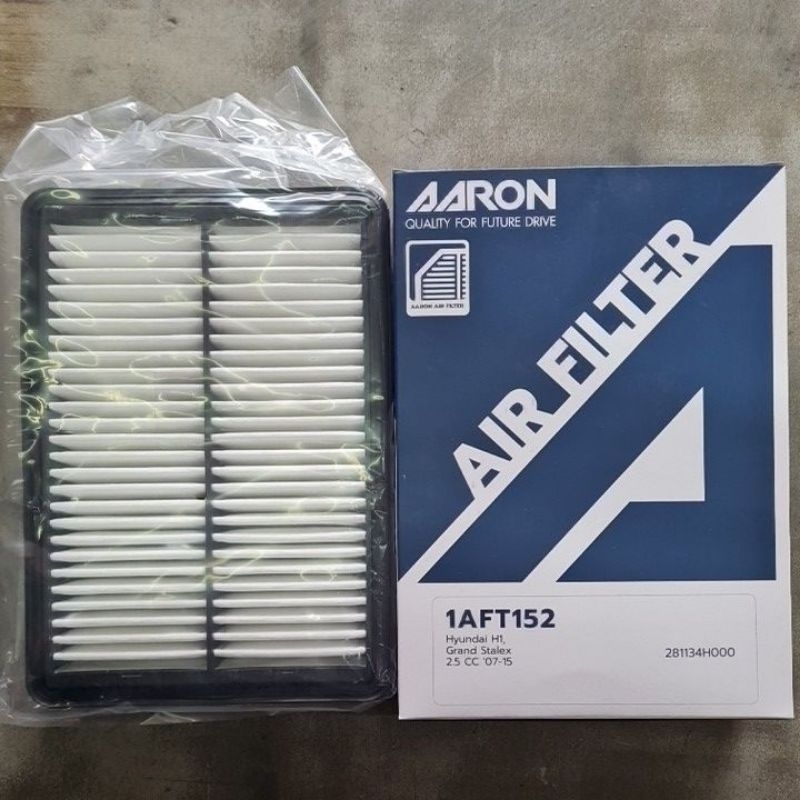 AARON
QUALITY FOR FUTURE DRIVE
AARON AIR FILTER
AIR FILTER
1AFT152
Hyundai H1,
Grand Stalex
2.5 CC '07-15
281134H000